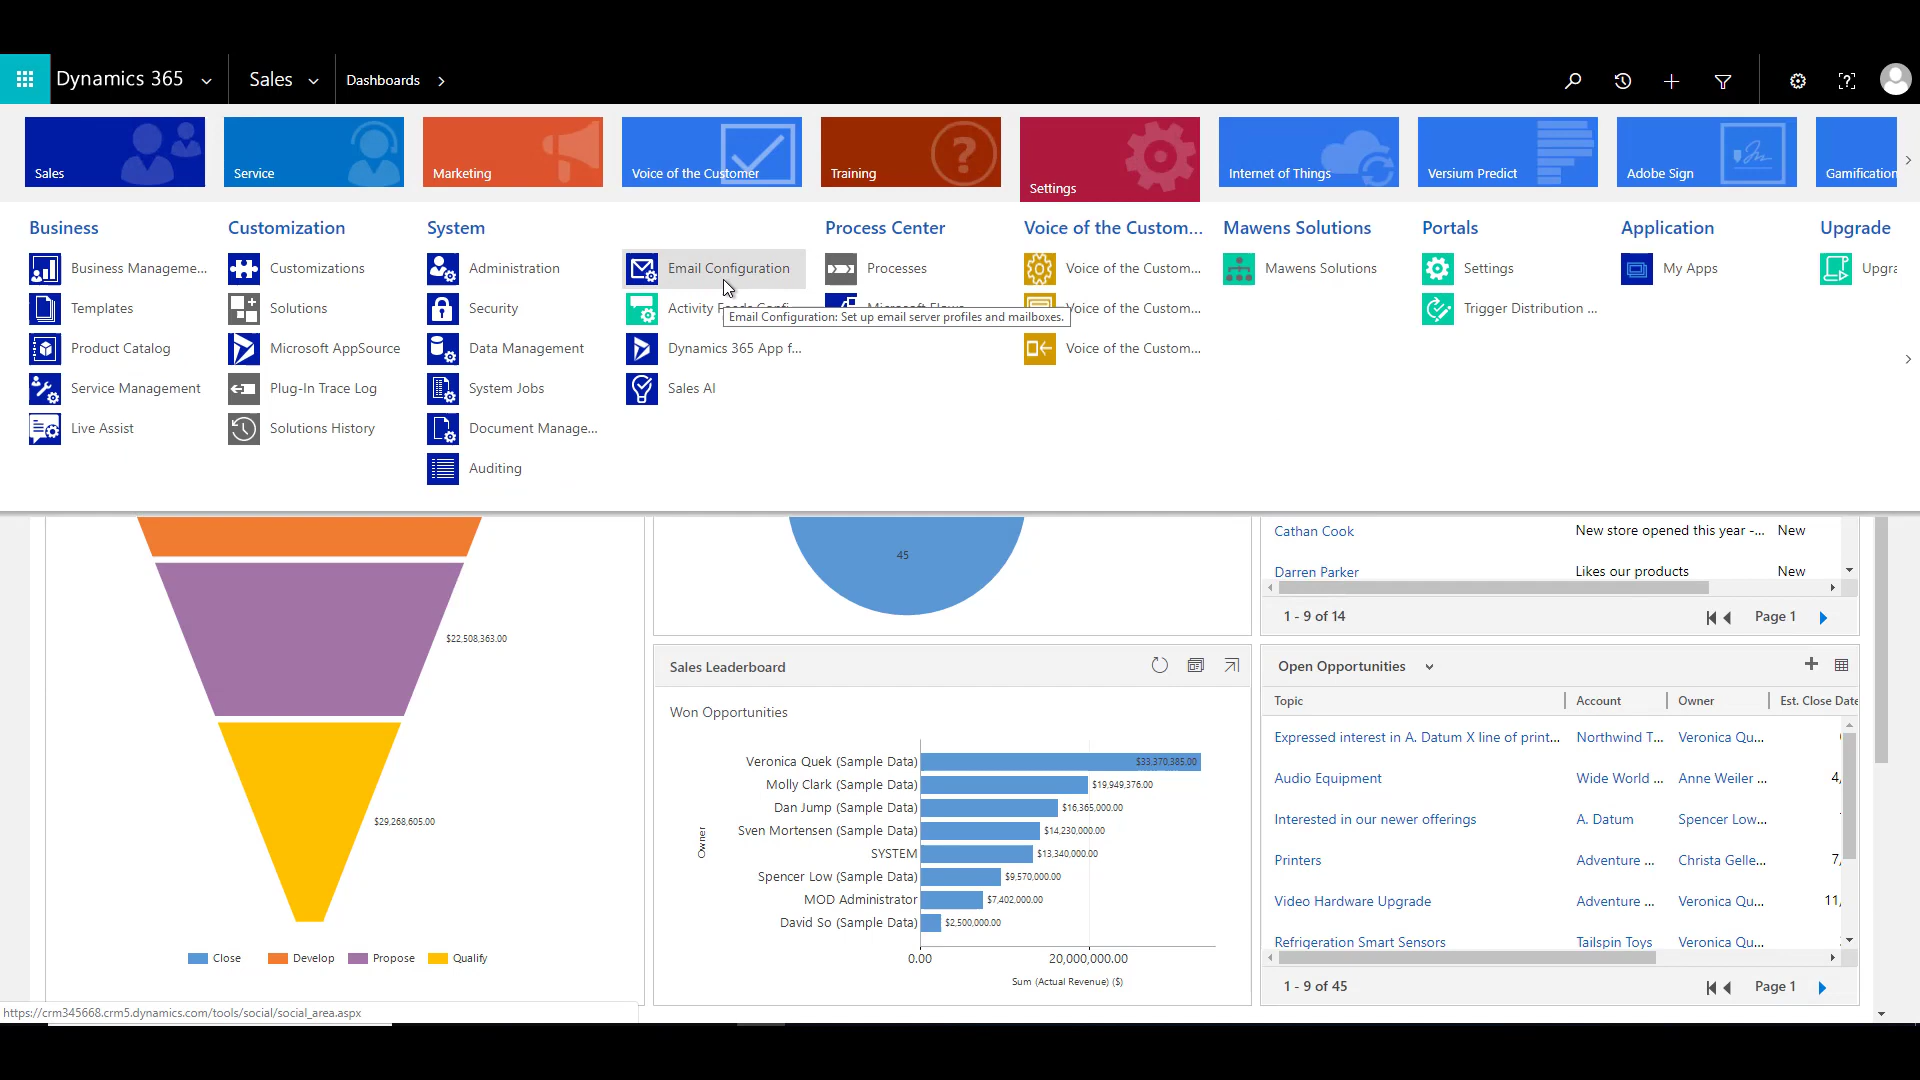 Dynamics 365
Sales
Dashboards
Sales
Service
Marketing
Voice of the Customer
Training
Settings
Internet of Things
Versium Predict
Adobe Sign
Gamification
Business
Customization
System
Process Center
Voice of the Custom...
Mawens Solutions
Portals
Application
Upgrade
Business Manageme...
Customizations
Administration
Email Configuration
Processes
Voice of the Custom...
Mawens Solutions
Settings
My Apps
Upgra
Templates
Solutions
Security
Voice of the Custom...
Trigger Distribution ...
Email Configuration: Set up email server profiles and mailboxes.
Product Catalog
Microsoft AppSource
Data Management
Dynamics 365 App f...
Voice of the Custom...
Service Management
Plug-In Trace Log
System Jobs
Sales AI
Live Assist
Solutions History
Document Manage...
Auditing
$22,508,363.00
$29,268,605.00
Close
Develop
Propose
Qualify
45
Sales Leaderboard
Won Opportunities
Owner
Veronica Quek (Sample Data) $33,370,385.00
Molly Clark (Sample Data) $19,949,376.00
Dan Jump (Sample Data) $16,365,000.00
Sven Mortensen (Sample Data) $14,230,000.00
SYSTEM $13,340,000.00
Spencer Low (Sample Data) $9,570,000.00
MOD Administrator $7,402,000.00
David So (Sample Data) $2,500,000.00
0.00 20,000,000.00
Sum (Actual Revenue) ($)
Cathan Cook New store opened this year -... New
Darren Parker Likes our products New
1 - 9 of 14 Page 1
Open Opportunities
Topic Account Owner Est. Close Date
Expressed interest in A. Datum X line of print... Northwind T... Veronica Qu...
Audio Equipment Wide World ... Anne Weiler ... 4,
Interested in our newer offerings A. Datum Spencer Low...
Printers Adventure ... Christa Gelle... 7,
Video Hardware Upgrade Adventure ... Veronica Qu... 11,
Refrigeration Smart Sensors Tailspin Toys Veronica Qu...
1 - 9 of 45 Page 1
https://crm345668.crm5.dynamics.com/tools/social/social_area.aspx